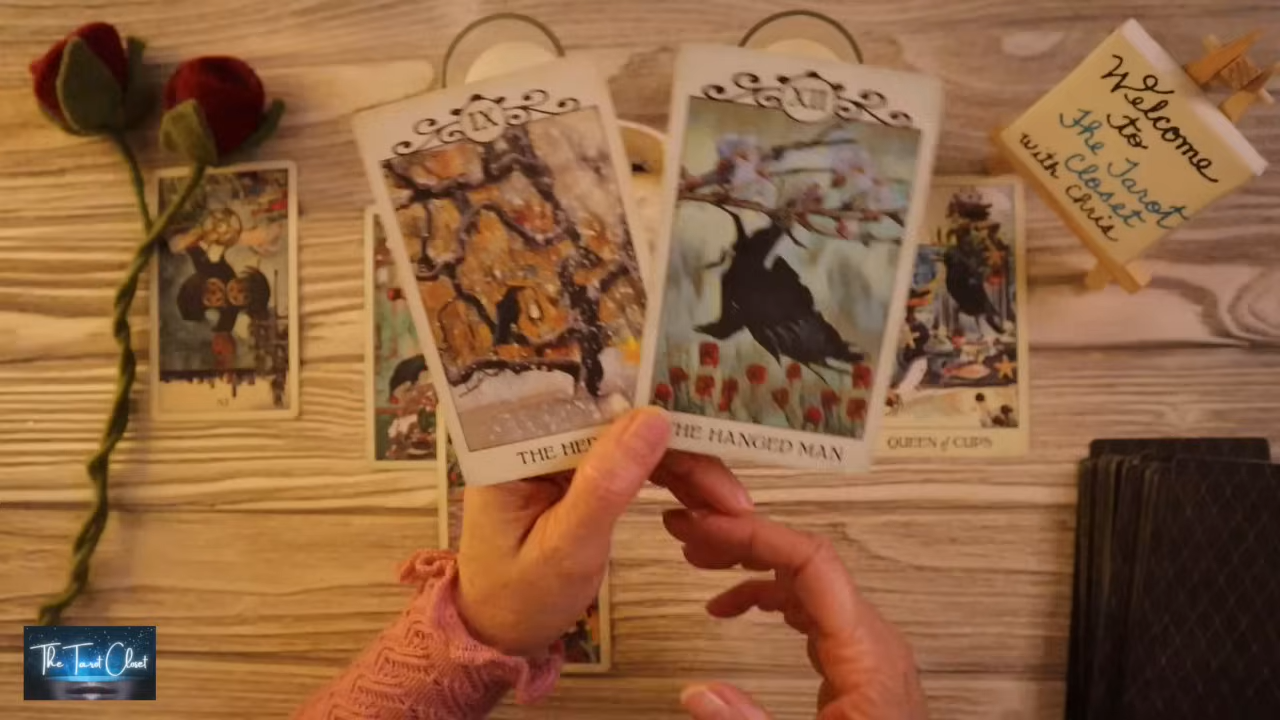 IX
THE HE
XII
THE HANGED MAN
QUEEN of CUPS
Welcome
to
The Tarot
Closet
with Chris
The Tarot Closet